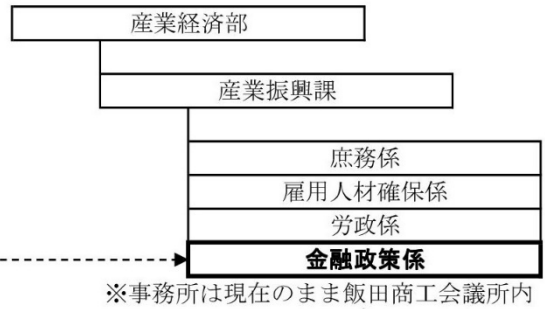 産業経済部
産業振興課
庶務係
雇用人材確保係
労政係
金融政策係
※事務所は現在のまま飯田商工会議所内